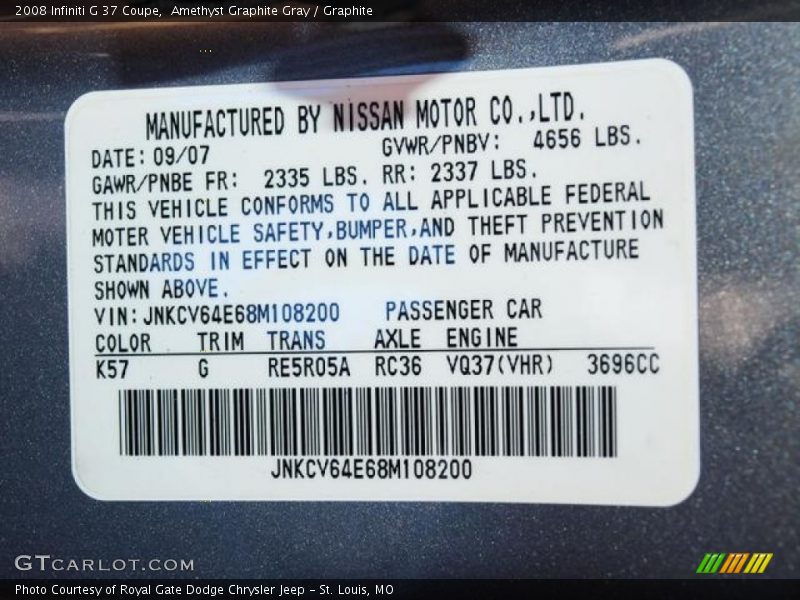 2008 Infiniti G 37 Coupe,  Amethyst Graphite Gray / Graphite
MANUFACTURED BY NISSAN MOTOR CO.,LTD.
DATE: 09/07 GVWR/PNBV: 4656 LBS.
GAWR/PNBE FR: 2335 LBS. RR: 2337 LBS.
THIS VEHICLE CONFORMS TO ALL APPLICABLE FEDERAL
MOTER VEHICLE SAFETY,BUMPER,AND THEFT PREVENTION
STANDARDS IN EFFECT ON THE DATE OF MANUFACTURE
SHOWN ABOVE.
VIN: JNKCV64E68M108200 PASSENGER CAR
COLOR TRIM TRANS AXLE ENGINE
K57 G RE5R05A RC36 VQ37(VHR) 3696CC
JNKCV64E68M108200
GTCARLOT.COM
Photo Courtesy of Royal Gate Dodge Chrysler Jeep – St. Louis, MO